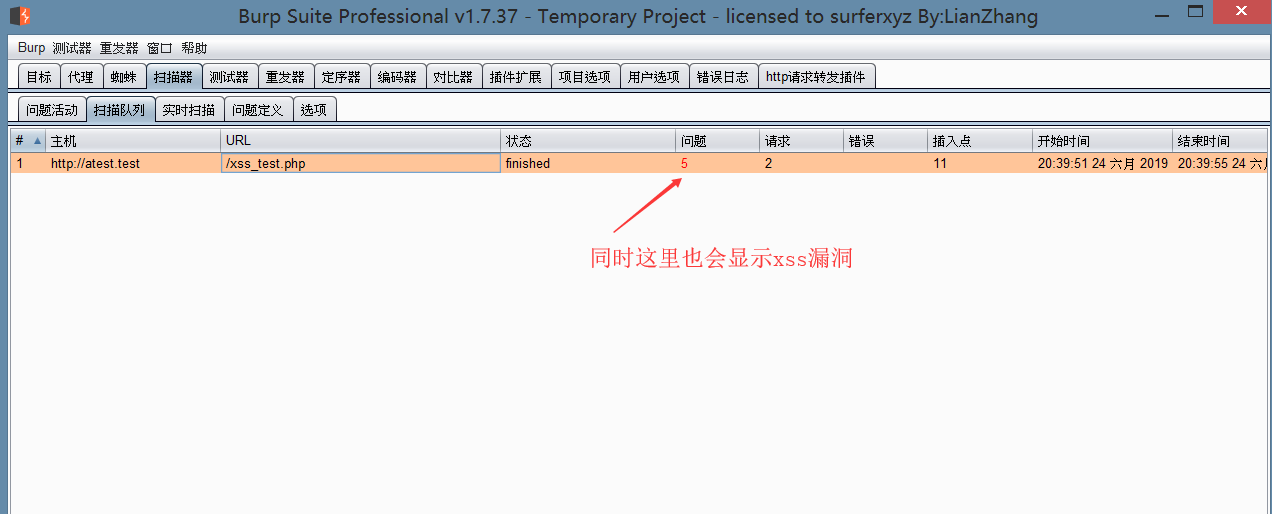 Burp Suite Professional v1.7.37 - Temporary Project - licensed to surferxyz By:LianZhang
Burp 测试器 重发器 窗口 帮助
目标 代理 蜘蛛 扫描器 测试器 重发器 定序器 编码器 对比器 插件扩展 项目选项 用户选项 错误日志 http请求转发插件
问题活动 扫描队列 实时扫描 问题定义 选项
# 主机 URL 状态 问题 请求 错误 插入点 开始时间 结束时间
1 http://atest.test /xss_test.php finished 5 2 11 20:39:51 24 六月 2019 20:39:55 24 六月
同时这里也会显示xss漏洞